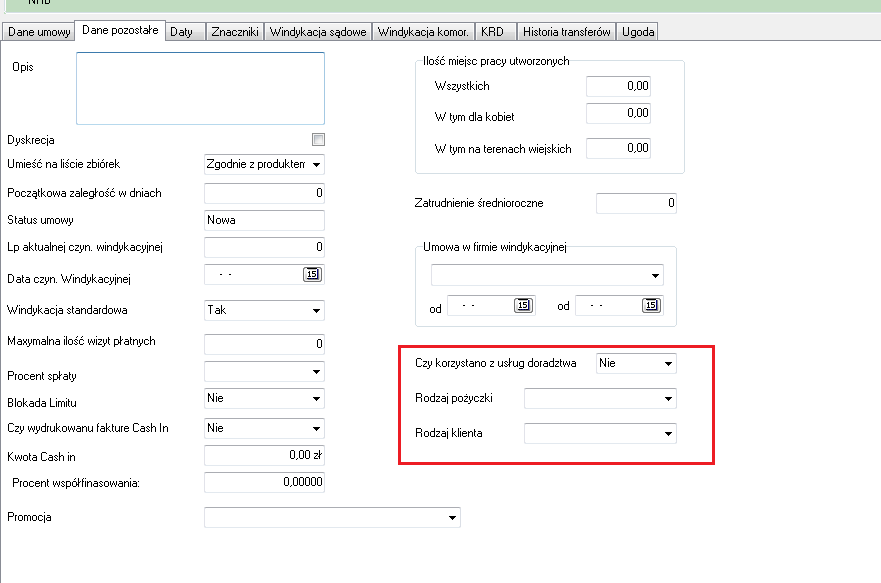 Dane umowy Dane pozostałe Daty Znaczniki Windykacja sądowe Windykacja komor. KRD Historia transferów Ugoda
Opis
Dyskrecja
Umieść na liście zbiórek Zgodnie z produktem
Początkowa zaległość w dniach 0
Status umowy Nowa
Lp aktualnej czyn. windykacyjnej 0
Data czyn. Windykacyjnej - - 15
Windykacja standardowa Tak
Maxymalna ilość wizyt płatnych 0
Procent spłaty
Blokada Limitu Nie
Czy wydrukowanu fakture Cash In Nie
Kwota Cash in 0,00 zł
Procent współfinasowania: 0,00000
Promocja
Ilość miejsc pracy utworzonych
Wszystkich 0,00
W tym dla kobiet 0,00
W tym na terenach wiejskich 0,00
Zatrudnienie średnioroczne 0
Umowa w firmie windykacyjnej
od - - 15 od - - 15
Czy korzystano z usług doradztwa Nie
Rodzaj pożyczki
Rodzaj klienta